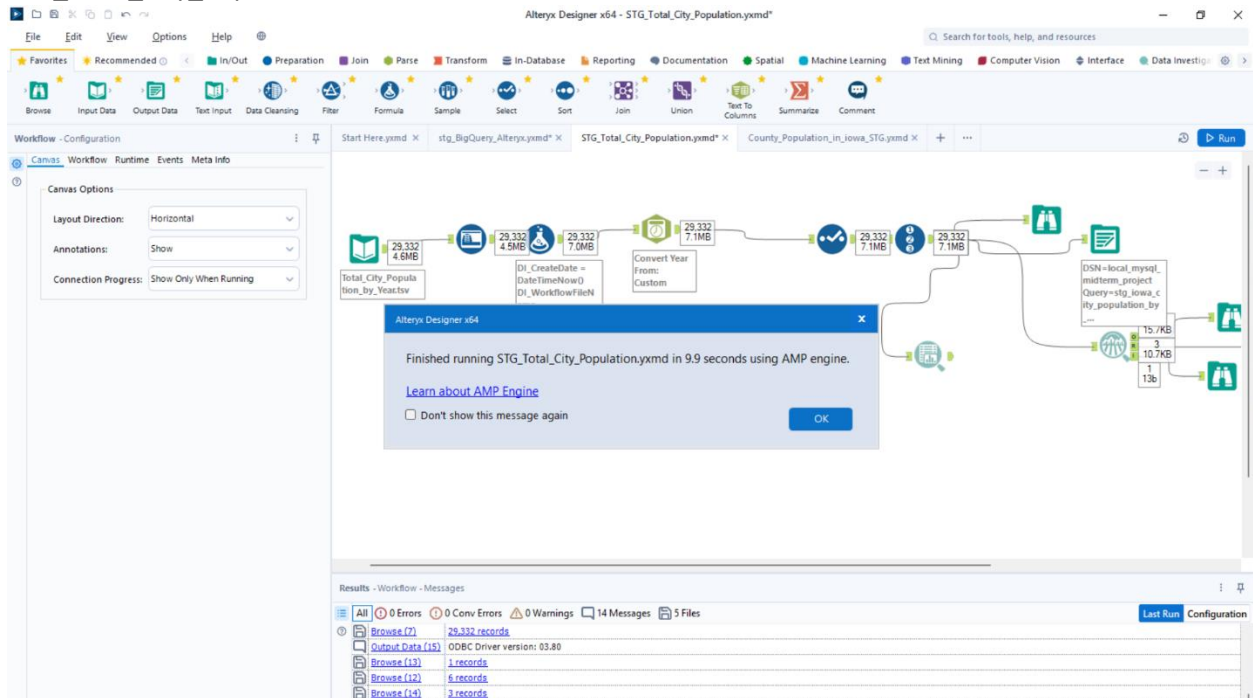 Alteryx Designer x64 - STG_Total_City_Population.yxmd*
File Edit View Options Help
Search for tools, help, and resources
Favorites Recommended In/Out Preparation Join Parse Transform In-Database Reporting Documentation Spatial Machine Learning Text Mining Computer Vision Interface Data Investig
Browse Input Data Output Data Text Input Data Cleansing Filter Formula Sample Select Sort Join Union Text To Columns Summarize Comment
Workflow - Configuration
Start Here.yxmd stg_BigQuery_Alteryx.yxmd* STG_Total_City_Population.yxmd* County_Population_in_iowa_STG.yxmd
Run
Canvas Workflow Runtime Events Meta Info
Canvas Options
Layout Direction: Horizontal
Annotations: Show
Connection Progress: Show Only When Running
29,332
4.6MB
Total_City_Popula
tion_by_Year.tsv
29,332
4.5MB
29,332
7.0MB
DI_CreateDate =
DateTimeNow()
DI_WorkflowFileN
29,332
7.1MB
Convert Year
From:
Custom
29,332
7.1MB
1
2
3
29,332
7.1MB
DSN=local_mysql_
midterm_project
Query=stg_iowa_c
ity_population_by
_...
15.7KB
3
10.7KB
1
13b
Alteryx Designer x64
Finished running STG_Total_City_Population.yxmd in 9.9 seconds using AMP engine.
Learn about AMP Engine
Don't show this message again
OK
Results - Workflow - Messages
All 0 Errors 0 Conv Errors 0 Warnings 14 Messages 5 Files
Last Run Configuration
Browse (7) 29,332 records
Output Data (15) ODBC Driver version: 03.80
Browse (13) 1 records
Browse (12) 6 records
Browse (14) 3 records